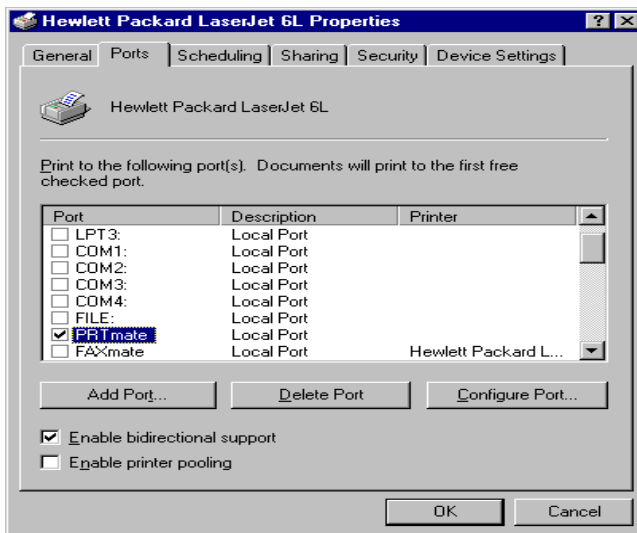 Hewlett Packard LaserJet 6L Properties
General Ports Scheduling Sharing Security Device Settings
Hewlett Packard LaserJet 6L
Print to the following port(s). Documents will print to the first free
checked port.
Port Description Printer
LPT3: Local Port
COM1: Local Port
COM2: Local Port
COM3: Local Port
COM4: Local Port
FILE: Local Port
PRTmate Local Port
FAXmate Local Port Hewlett Packard L...
Add Port... Delete Port Configure Port...
Enable bidirectional support
Enable printer pooling
OK Cancel